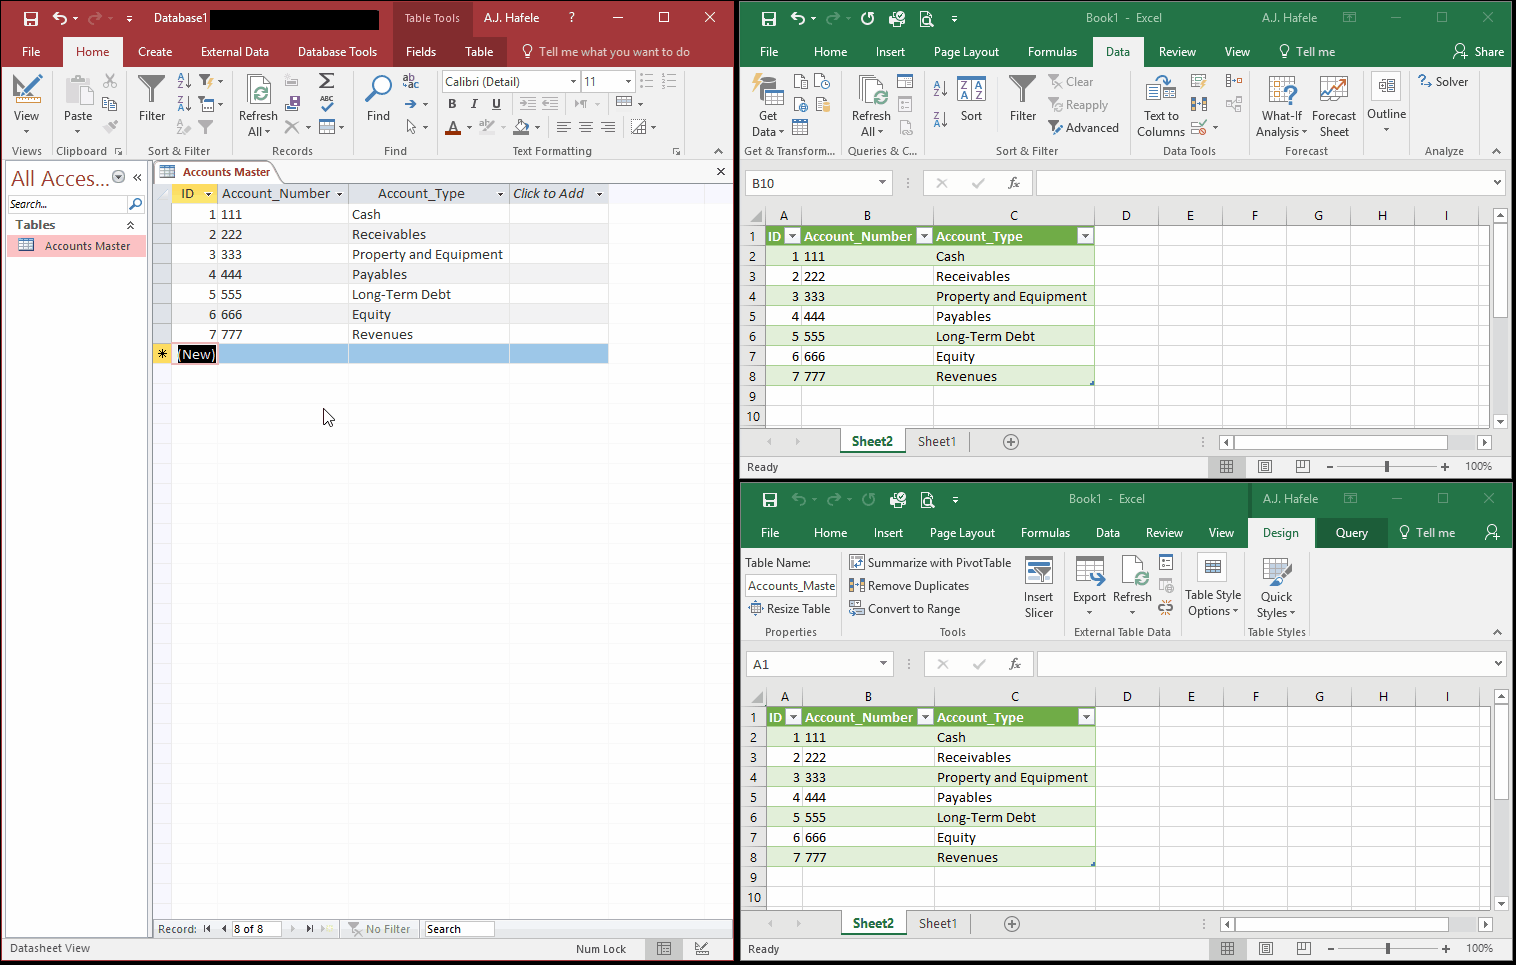 Database1
Table Tools
A.J. Hafele
?
File
Home
Create
External Data
Database Tools
Fields
Table
Tell me what you want to do
View
Paste
Filter
Refresh
All
Find
Calibri (Detail)
11
B I U
Views
Clipboard
Sort & Filter
Records
Find
Text Formatting
All Acces...
Search...
Tables
Accounts Master
Accounts Master
ID Account_Number Account_Type Click to Add
1 111 Cash
2 222 Receivables
3 333 Property and Equipment
4 444 Payables
5 555 Long-Term Debt
6 666 Equity
7 777 Revenues
(New)
Record: 8 of 8 No Filter Search
Datasheet View
Num Lock
Book1 - Excel
A.J. Hafele
File Home Insert Page Layout Formulas Data Review View Tell me Share
Get
Data
Refresh
All
Sort
Filter
Clear
Reapply
Advanced
Text to
Columns
What-If
Analysis
Forecast
Sheet
Outline
Solver
Get & Transform...
Queries & C...
Sort & Filter
Data Tools
Forecast
Analyze
B10
fx
A B C D E F G H I
1 ID Account_Number Account_Type
2 1 111 Cash
3 2 222 Receivables
4 3 333 Property and Equipment
5 4 444 Payables
6 5 555 Long-Term Debt
7 6 666 Equity
8 7 777 Revenues
9
10
Sheet2 Sheet1
Ready
100%
Book1 - Excel
A.J. Hafele
File Home Insert Page Layout Formulas Data Review View Design Query Tell me
Table Name:
Accounts_Maste
Resize Table
Summarize with PivotTable
Remove Duplicates
Convert to Range
Insert
Slicer
Export
Refresh
Table Style
Options
Quick
Styles
Properties
Tools
External Table Data
Table Styles
A1
fx
A B C D E F G H I
1 ID Account_Number Account_Type
2 1 111 Cash
3 2 222 Receivables
4 3 333 Property and Equipment
5 4 444 Payables
6 5 555 Long-Term Debt
7 6 666 Equity
8 7 777 Revenues
9
10
Sheet2 Sheet1
Ready
100%